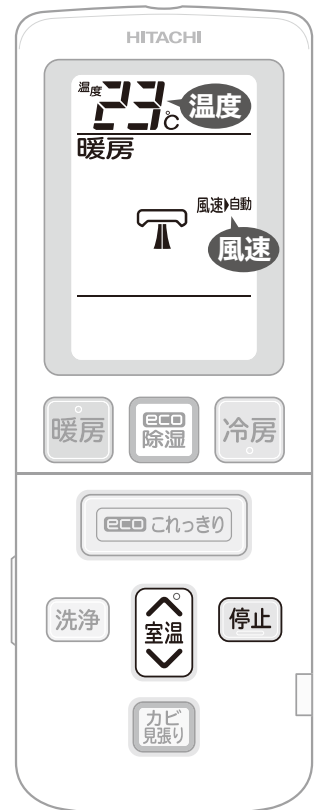 HITACHI
温度 23℃ 温度
暖房
風速 自動
風速
暖房 eco 除湿 冷房
eco これっきり
洗浄 室温 停止
カビ
見張り